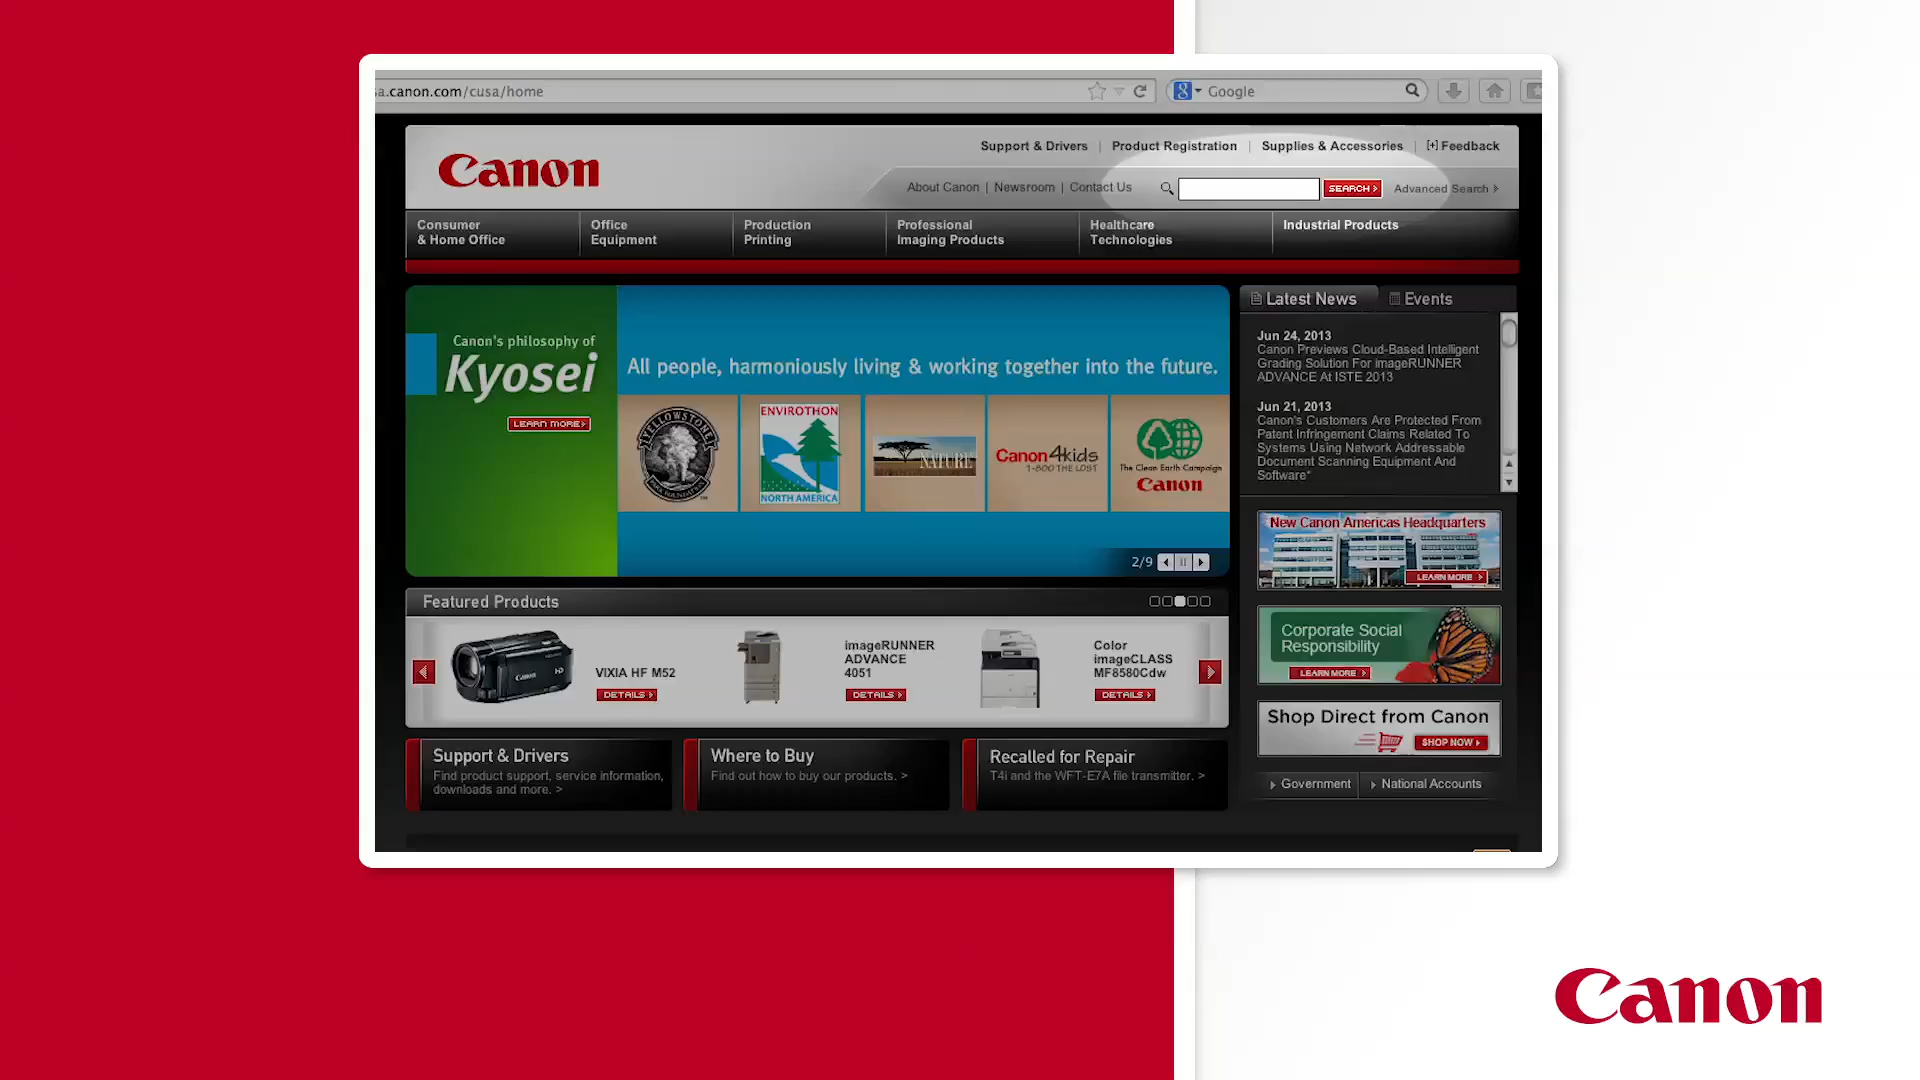 a.canon.com/cusa/home
Google
Canon
Support & Drivers | Product Registration | Supplies & Accessories | [+] Feedback
About Canon | Newsroom | Contact Us
SEARCH
Advanced Search
Consumer
& Home Office
Office
Equipment
Production
Printing
Professional
Imaging Products
Healthcare
Technologies
Industrial Products
Canon's philosophy of
Kyosei
LEARN MORE
All people, harmoniously living & working together into the future.
YELLOWSTONE
PARK FOUNDATION
ENVIROTHON
NORTH AMERICA
NATURE
Canon4kids
1-800 THE LOST
The Clean Earth Campaign
Canon
2/9
Latest News
Events
Jun 24, 2013
Canon Previews Cloud-Based Intelligent
Grading Solution For imageRUNNER
ADVANCE At ISTE 2013
Jun 21, 2013
Canon's Customers Are Protected From
Patent Infringement Claims Related To
Systems Using Network Addressable
Document Scanning Equipment And
Software"
New Canon Americas Headquarters
LEARN MORE
Corporate Social
Responsibility
LEARN MORE
Shop Direct from Canon
SHOP NOW
Government
National Accounts
Featured Products
Canon
HD
VIXIA HF M52
DETAILS
imageRUNNER
ADVANCE
4051
DETAILS
Color
imageCLASS
MF8580Cdw
DETAILS
Support & Drivers
Find product support, service information,
downloads and more. >
Where to Buy
Find out how to buy our products. >
Recalled for Repair
T4i and the WFT-E7A file transmitter. >
Canon